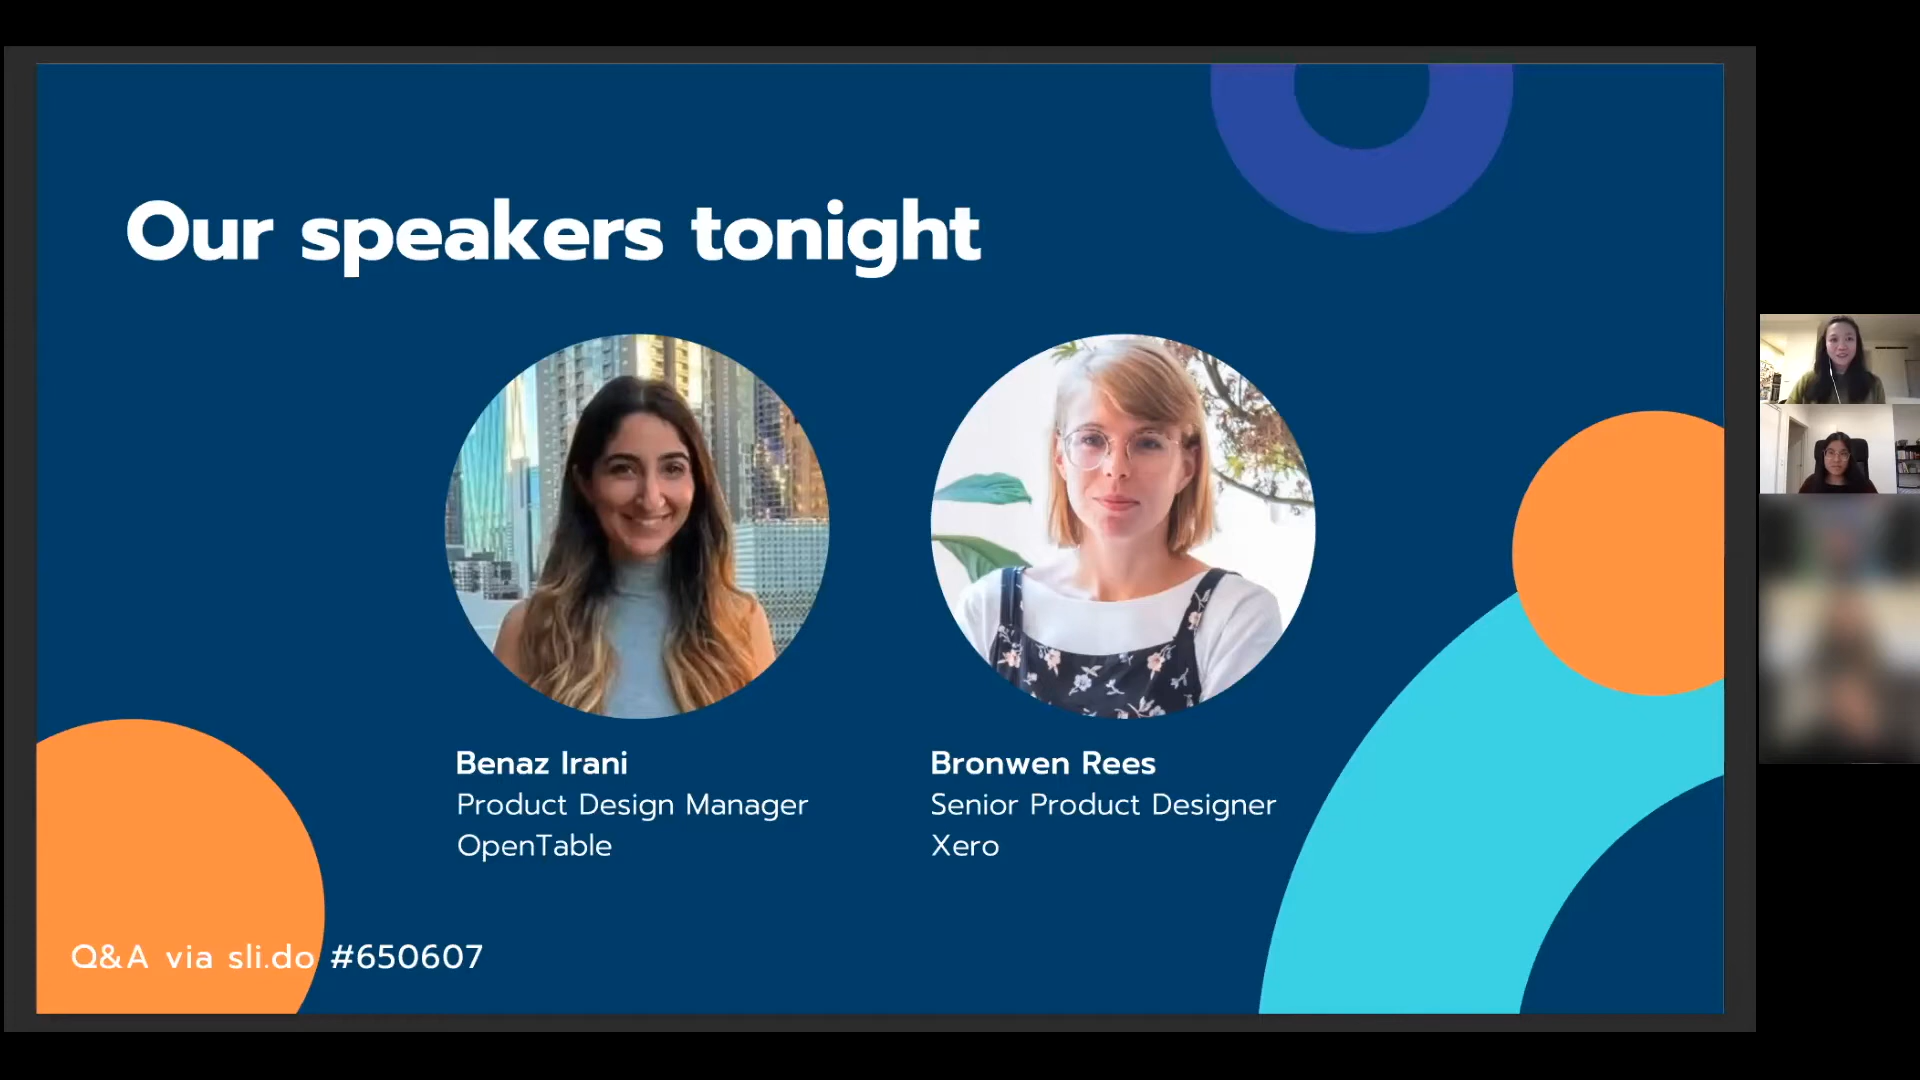 Our speakers tonight
Benaz Irani
Product Design Manager
OpenTable
Bronwen Rees
Senior Product Designer
Xero
Q&A via sli.do #650607